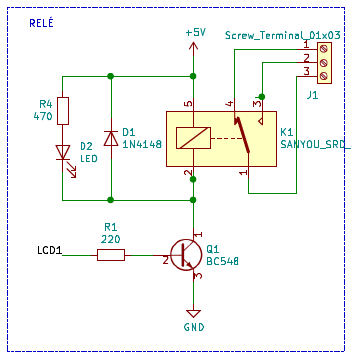 RELÉ
+5V
Screw_Terminal_01x03
1
2
3
J1
R4
470
D2
LED
D1
1N4148
5
4
3
K1
SANYOU_SRD_
2
1
R1
220
LCD1
1
2
3
Q1
BC548
GND